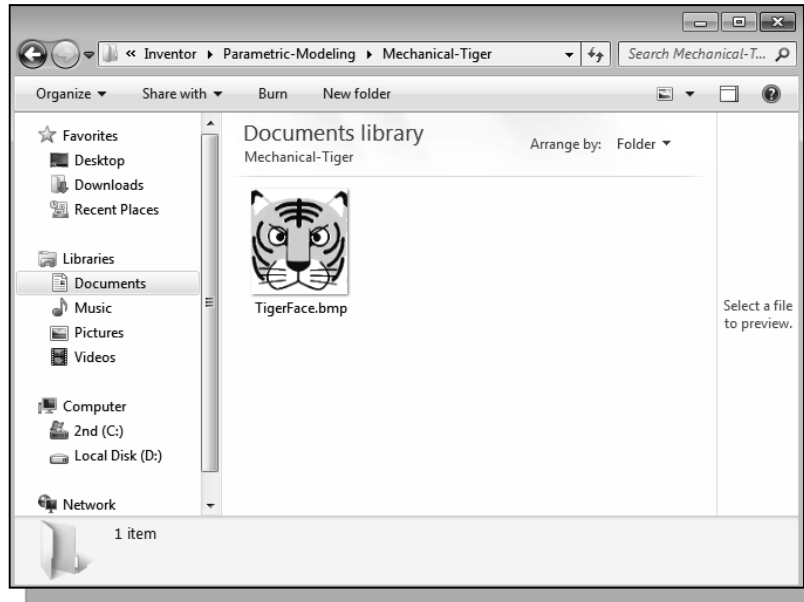 « Inventor ▸ Parametric-Modeling ▸ Mechanical-Tiger
Search Mechanical-T...
Organize ▾ Share with ▾ Burn New folder
Favorites
Desktop
Downloads
Recent Places
Libraries
Documents
Music
Pictures
Videos
Computer
2nd (C:)
Local Disk (D:)
Network
Documents library
Mechanical-Tiger
Arrange by: Folder ▾
TigerFace.bmp
Select a file
to preview.
1 item